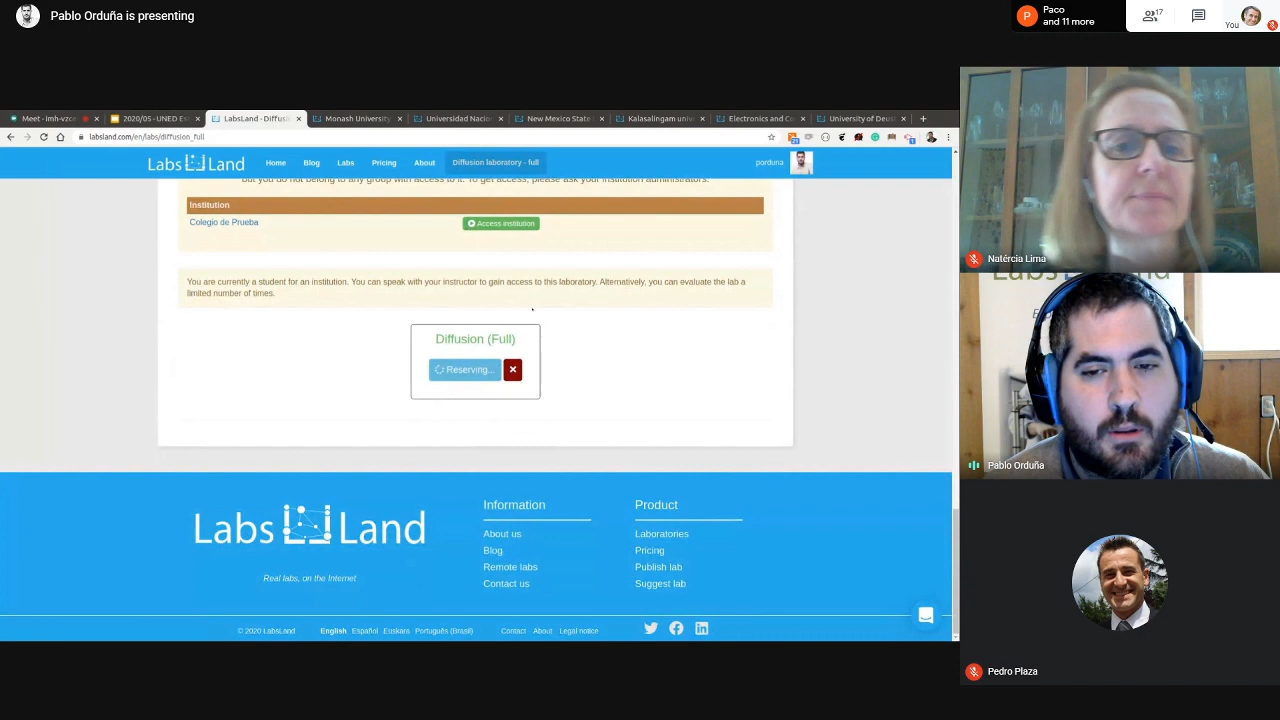 Pablo Orduña is presenting
P
Paco
and 11 more
17
You
Meet - imh-vzc
2020/05 - UNED Es
LabsLand - Diffusi
Monash University
Universidad Nacio
New Mexico State
Kalasalingam univ
Electronics and Co
University of Deus
labsland.com/en/labs/diffusion_full
Labs Land
Home
Blog
Labs
Pricing
About
Diffusion laboratory - full
porduna
but you do not belong to any group with access to it. To get access, please ask your institution administrators.
Institution
Colegio de Prueba
Access institution
You are currently a student for an institution. You can speak with your instructor to gain access to this laboratory. Alternatively, you can evaluate the lab a
limited number of times.
Diffusion (Full)
Reserving...
Labs Land
Real labs, on the Internet
Information
About us
Blog
Remote labs
Contact us
Product
Laboratories
Pricing
Publish lab
Suggest lab
© 2020 LabsLand
English Español Euskara Português (Brasil)
Contact About Legal notice
Natércia Lima
Pablo Orduña
Pedro Plaza